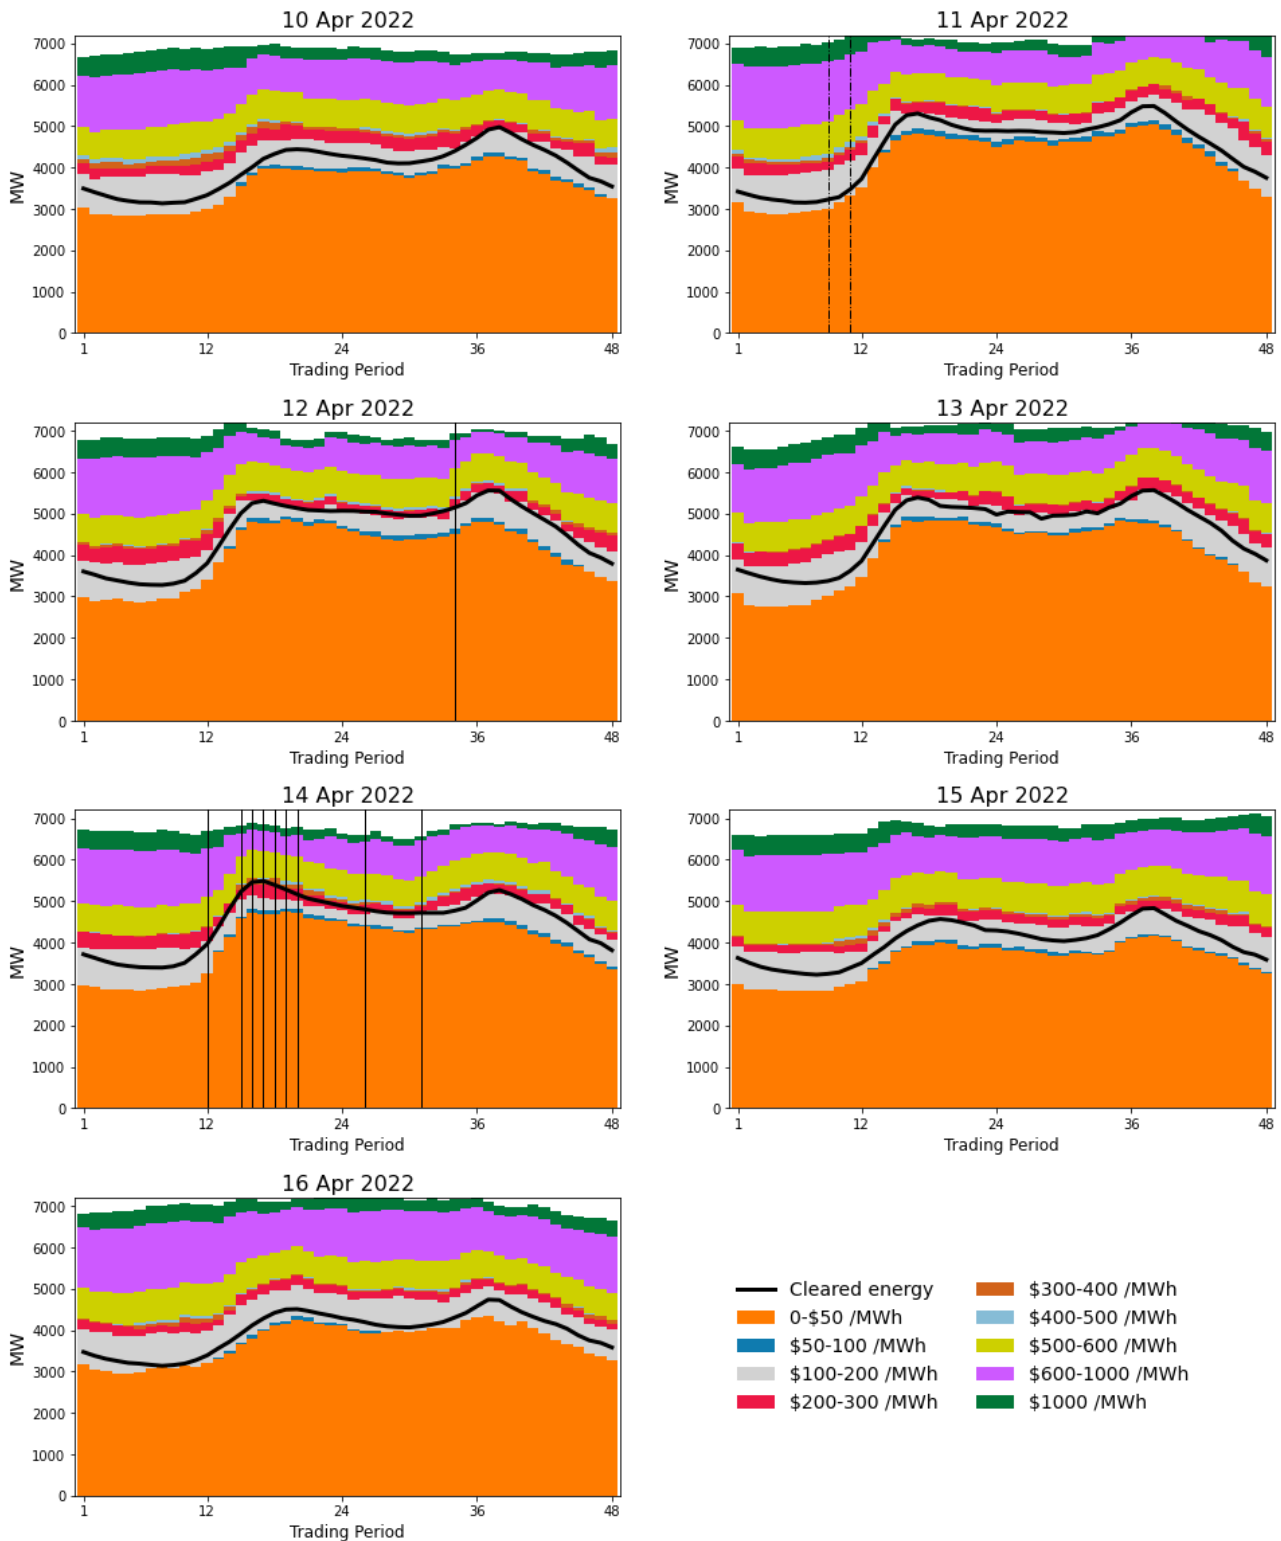 10 Apr 2022
7000
6000
5000
4000
3000
2000
1000
0
MW
1 12 24 36 48
Trading Period
11 Apr 2022
7000
6000
5000
4000
3000
2000
1000
0
MW
1 12 24 36 48
Trading Period
12 Apr 2022
7000
6000
5000
4000
3000
2000
1000
0
MW
1 12 24 36 48
Trading Period
13 Apr 2022
7000
6000
5000
4000
3000
2000
1000
0
MW
1 12 24 36 48
Trading Period
14 Apr 2022
7000
6000
5000
4000
3000
2000
1000
0
MW
1 12 24 36 48
Trading Period
15 Apr 2022
7000
6000
5000
4000
3000
2000
1000
0
MW
1 12 24 36 48
Trading Period
16 Apr 2022
7000
6000
5000
4000
3000
2000
1000
0
MW
1 12 24 36 48
Trading Period
Cleared energy
0-$50 /MWh
$50-100 /MWh
$100-200 /MWh
$200-300 /MWh
$300-400 /MWh
$400-500 /MWh
$500-600 /MWh
$600-1000 /MWh
$1000 /MWh